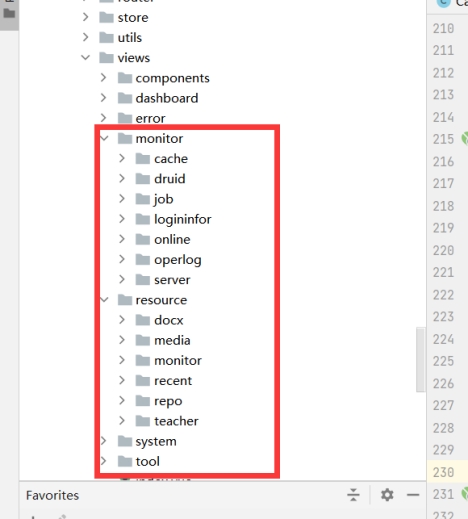 store
utils
views
components
dashboard
error
monitor
cache
druid
job
logininfor
online
operlog
server
resource
docx
media
monitor
recent
repo
teacher
system
tool
Favorites
210
211
212
213
214
215
216
217
218
219
220
221
222
223
224
225
226
227
228
229
230
231
232